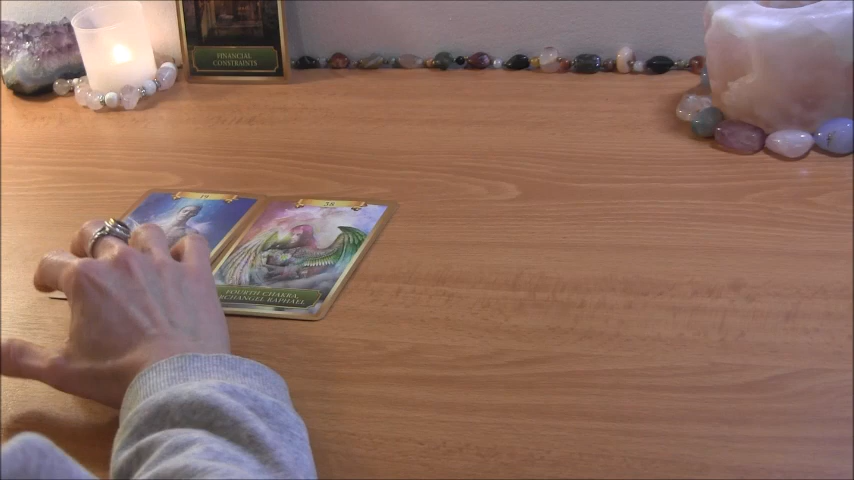 FINANCIAL
CONSTRAINTS
38
FOURTH CHAKRA,
ARCHANGEL RAPHAEL